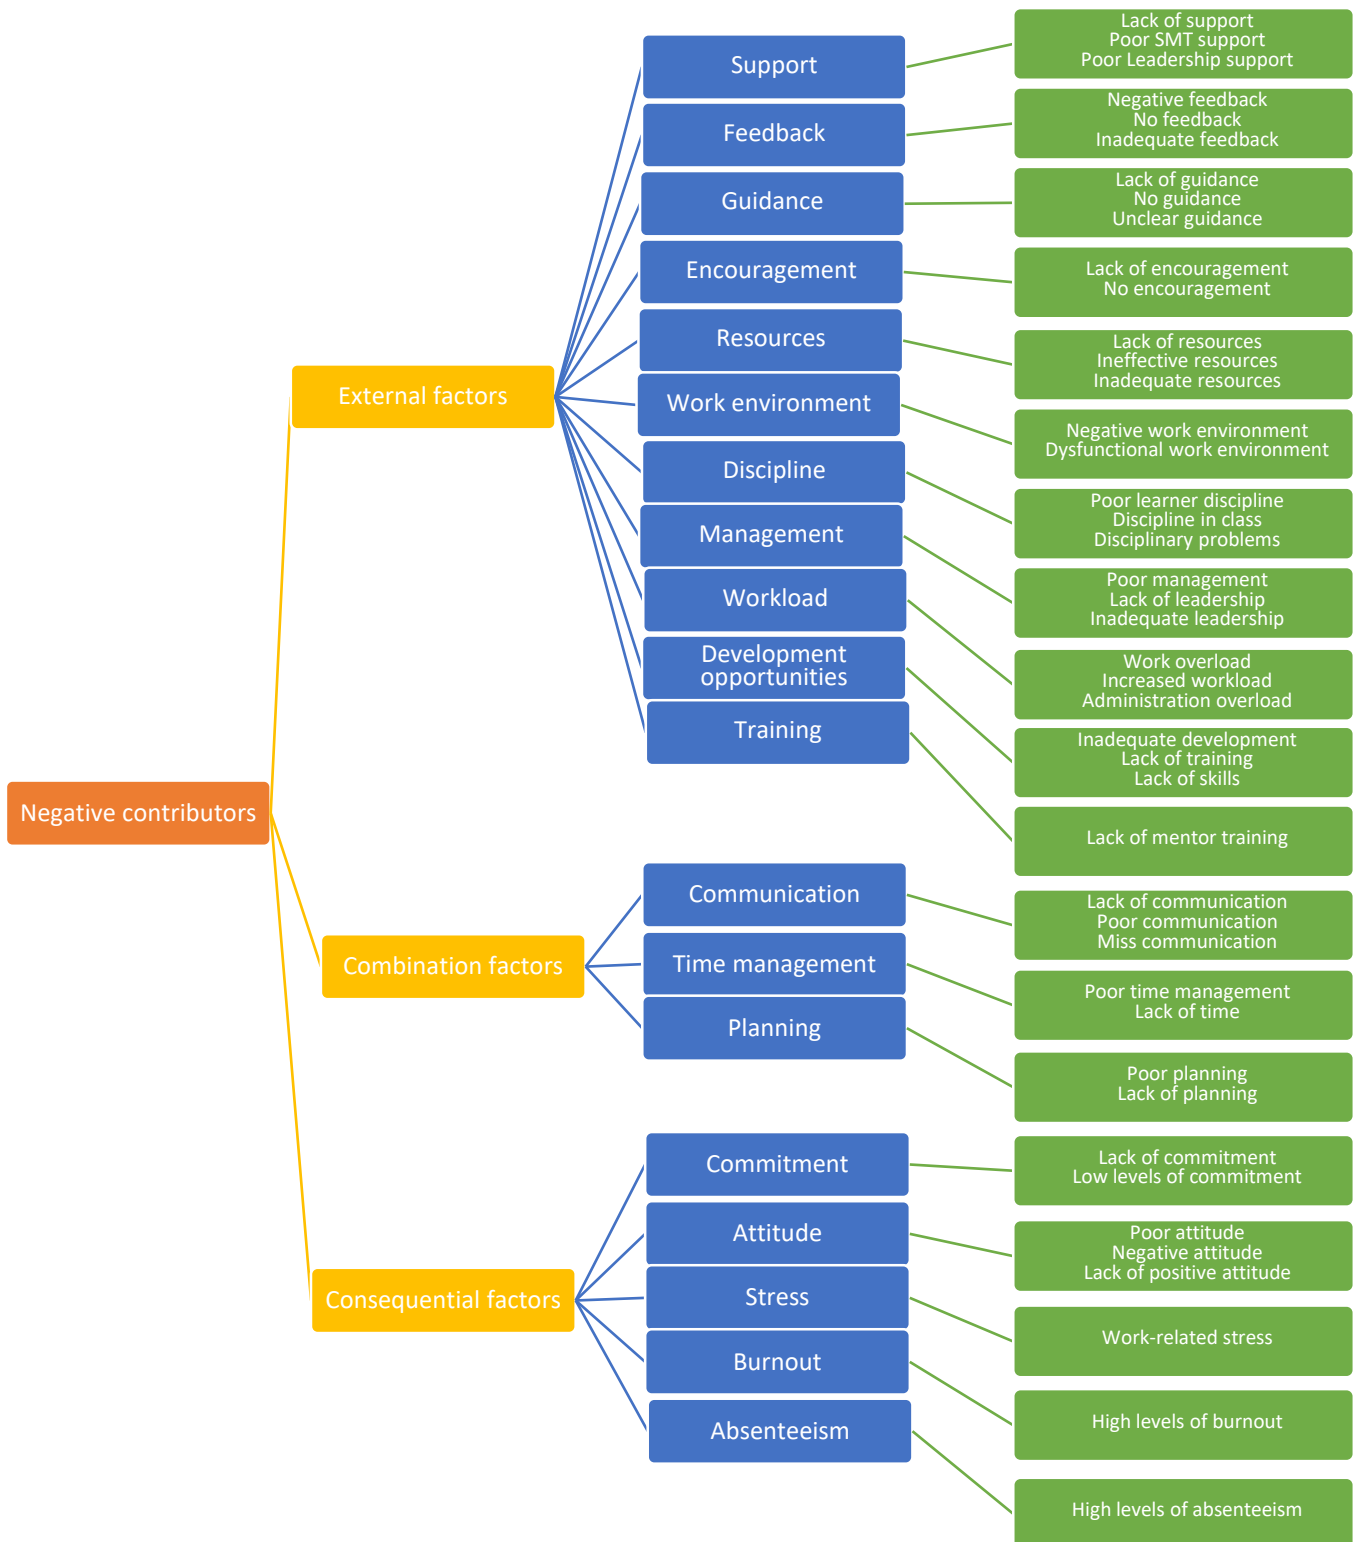 Negative contributors
External factors
Support
Lack of support
Poor SMT support
Poor Leadership support
Feedback
Negative feedback
No feedback
Inadequate feedback
Guidance
Lack of guidance
No guidance
Unclear guidance
Encouragement
Lack of encouragement
No encouragement
Resources
Lack of resources
Ineffective resources
Inadequate resources
Work environment
Negative work environment
Dysfunctional work environment
Discipline
Poor learner discipline
Discipline in class
Disciplinary problems
Management
Poor management
Lack of leadership
Inadequate leadership
Workload
Work overload
Increased workload
Administration overload
Development
opportunities
Inadequate development
Lack of training
Lack of skills
Training
Lack of mentor training
Combination factors
Communication
Lack of communication
Poor communication
Miss communication
Time management
Poor time management
Lack of time
Planning
Poor planning
Lack of planning
Consequential factors
Commitment
Lack of commitment
Low levels of commitment
Attitude
Poor attitude
Negative attitude
Lack of positive attitude
Stress
Work-related stress
Burnout
High levels of burnout
Absenteeism
High levels of absenteeism